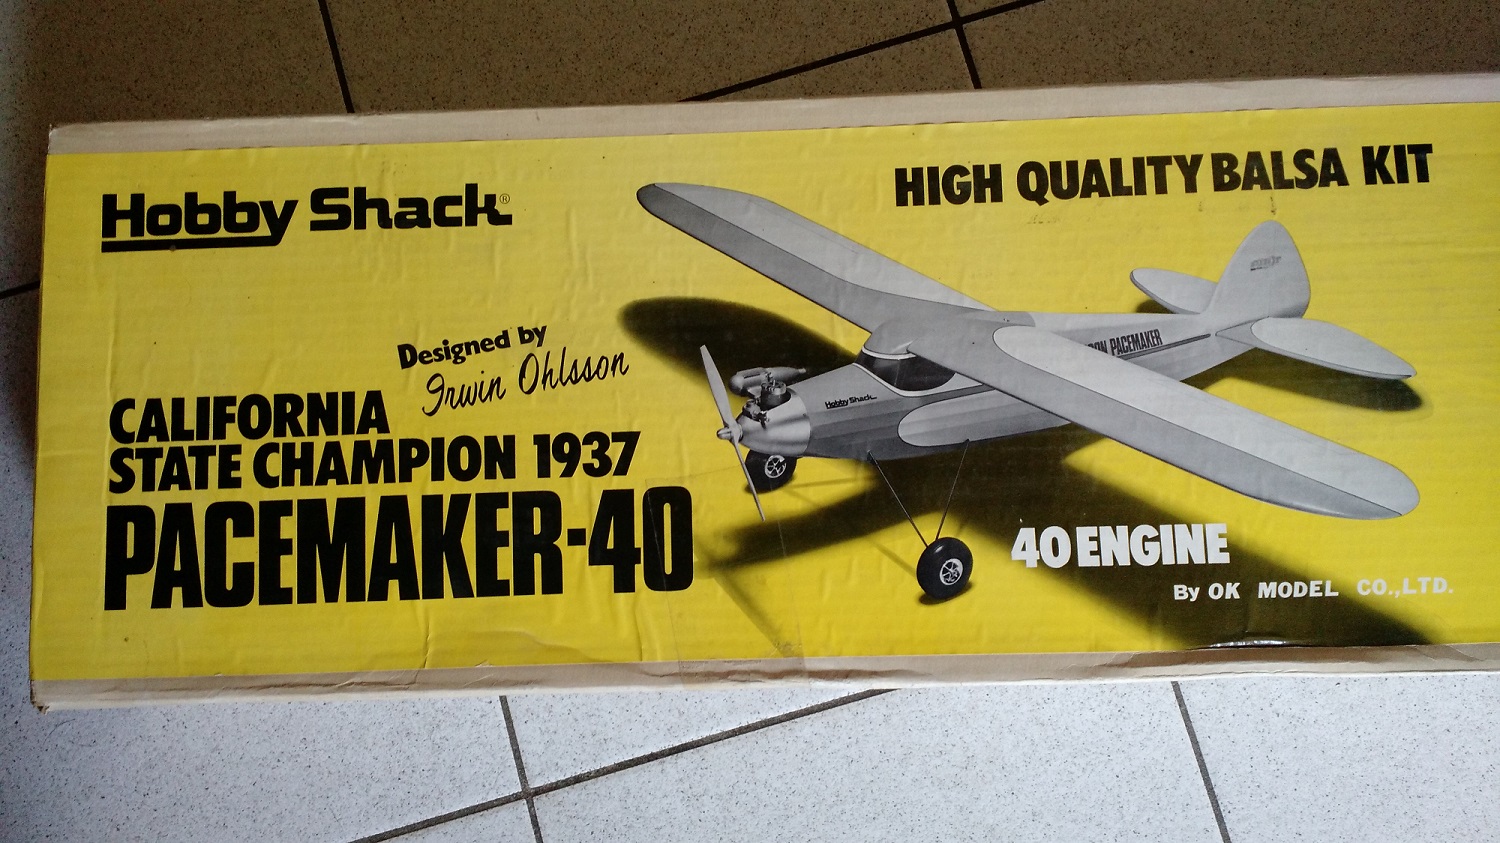 Hobby Shack®
HIGH QUALITY BALSA KIT
Designed by
Irwin Ohlsson
CALIFORNIA
STATE CHAMPION 1937
PACEMAKER-40
Hobby Shack
PACEMAKER
40 ENGINE
By OK MODEL CO.,LTD.